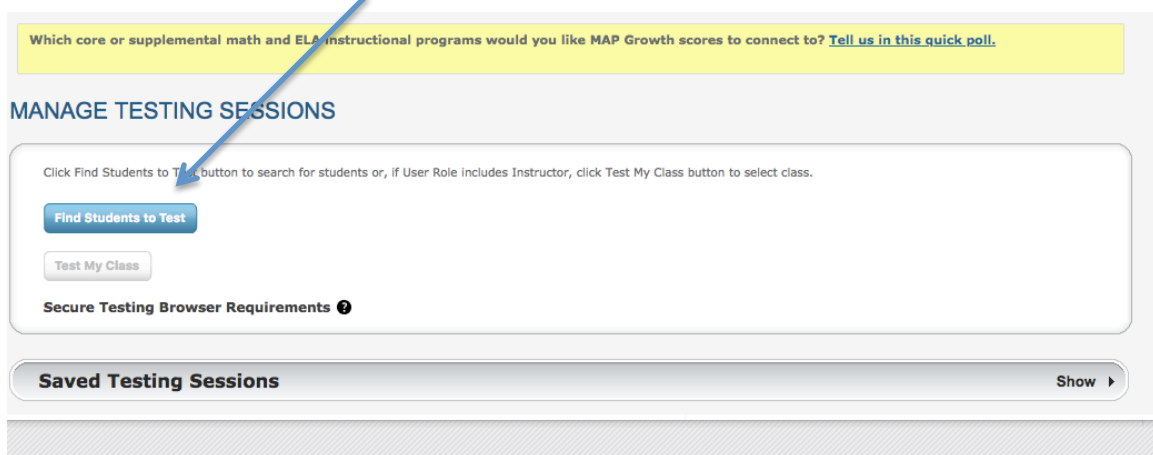 Which core or supplemental math and ELA instructional programs would you like MAP Growth scores to connect to? Tell us in this quick poll.
MANAGE TESTING SESSIONS
Click Find Students to Test button to search for students or, if User Role includes Instructor, click Test My Class button to select class.
Find Students to Test
Test My Class
Secure Testing Browser Requirements ?
Saved Testing Sessions Show